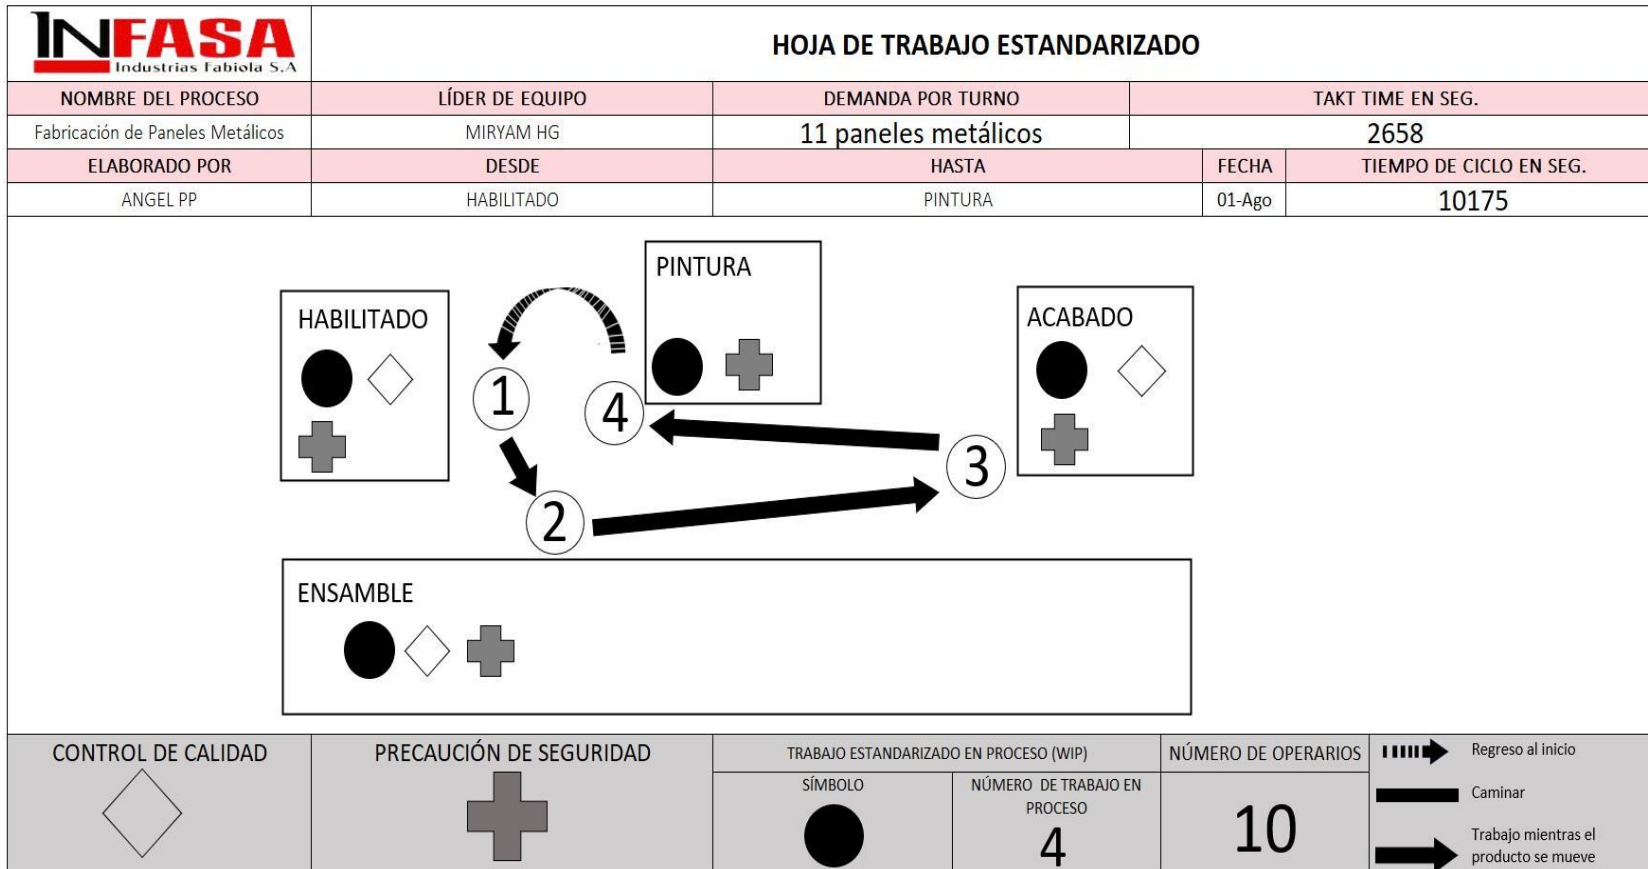 INFASA
Industrias Fabiola S.A
HOJA DE TRABAJO ESTANDARIZADO
NOMBRE DEL PROCESO
LÍDER DE EQUIPO
DEMANDA POR TURNO
TAKT TIME EN SEG.
Fabricación de Paneles Metálicos
MIRYAM HG
11 paneles metálicos
2658
ELABORADO POR
DESDE
HASTA
FECHA
TIEMPO DE CICLO EN SEG.
ANGEL PP
HABILITADO
PINTURA
01-Ago
10175
PINTURA
HABILITADO
ACABADO
1
4
3
2
ENSAMBLE
CONTROL DE CALIDAD
PRECAUCIÓN DE SEGURIDAD
TRABAJO ESTANDARIZADO EN PROCESO (WIP)
NÚMERO DE OPERARIOS
Regreso al inicio
SÍMBOLO
NÚMERO DE TRABAJO EN
PROCESO
4
10
Caminar
Trabajo mientras el
producto se mueve